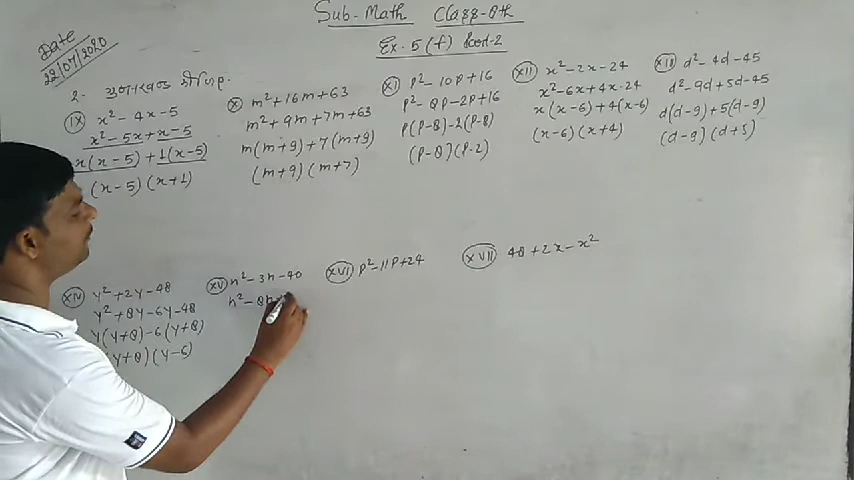 Sub-Math Class-8th
Ex. 5(f) Part-2
Date
22/07/2020
2. गुणनखण्ड कीजिए.
(IX) x² - 4x - 5
x² - 5x + x - 5
x(x-5) + 1(x-5)
(x-5)(x+1)
(X) m² + 16m + 63
m² + 9m + 7m + 63
m(m+9) + 7(m+9)
(m+9)(m+7)
(XI) p² - 10p + 16
p² - 8p - 2p + 16
p(p-8) - 2(p-8)
(p-8)(p-2)
(XII) x² - 2x - 24
x² - 6x + 4x - 24
x(x-6) + 4(x-6)
(x-6)(x+4)
(XIII) d² - 4d - 45
d² - 9d + 5d - 45
d(d-9) + 5(d-9)
(d-9)(d+5)
(XIV) y² + 2y - 48
y² + 8y - 6y - 48
y(y+8) - 6(y+8)
(y+8)(y-6)
(XV) n² - 3n - 40
n² - 8n
(XVI) p² - 11p + 24
(XVII) 48 + 2x - x²